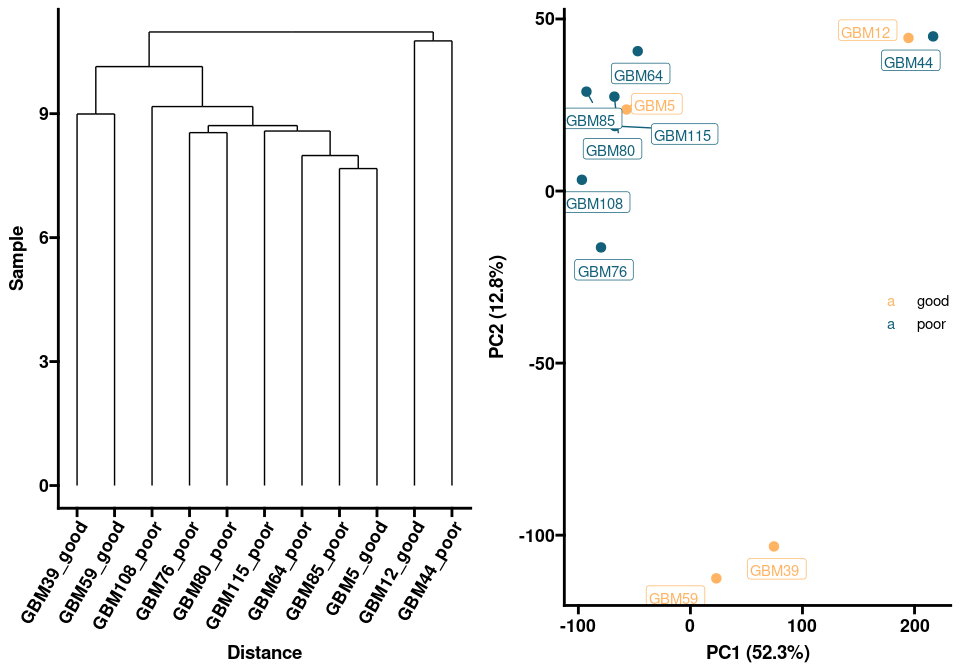 Sample
9
6
3
0
GBM39_good
GBM59_good
GBM108_poor
GBM76_poor
GBM80_poor
GBM115_poor
GBM64_poor
GBM85_poor
GBM5_good
GBM12_good
GBM44_poor
Distance
PC2 (12.8%)
50
0
-50
-100
GBM12
GBM44
GBM64
GBM5
GBM85
GBM115
GBM80
GBM108
GBM76
a good
a poor
GBM39
GBM59
-100 0 100 200
PC1 (52.3%)